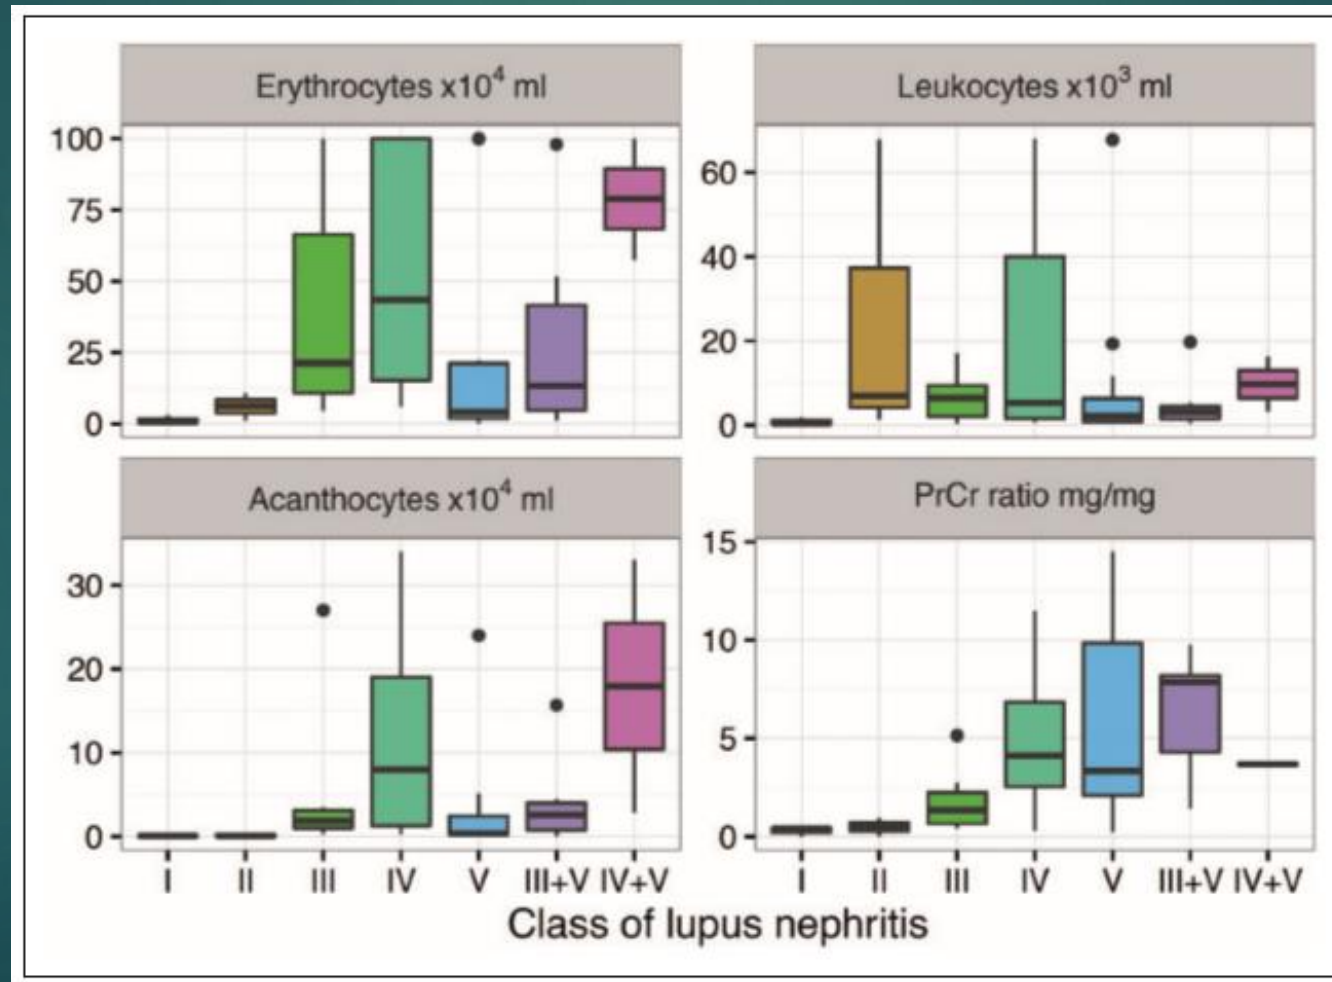 Erythrocytes x10⁴ ml
100
75
50
25
0
Leukocytes x10³ ml
60
40
20
0
Acanthocytes x10⁴ ml
30
20
10
0
I II III IV V III+V IV+V
PrCr ratio mg/mg
15
10
5
0
I II III IV V III+V IV+V
Class of lupus nephritis